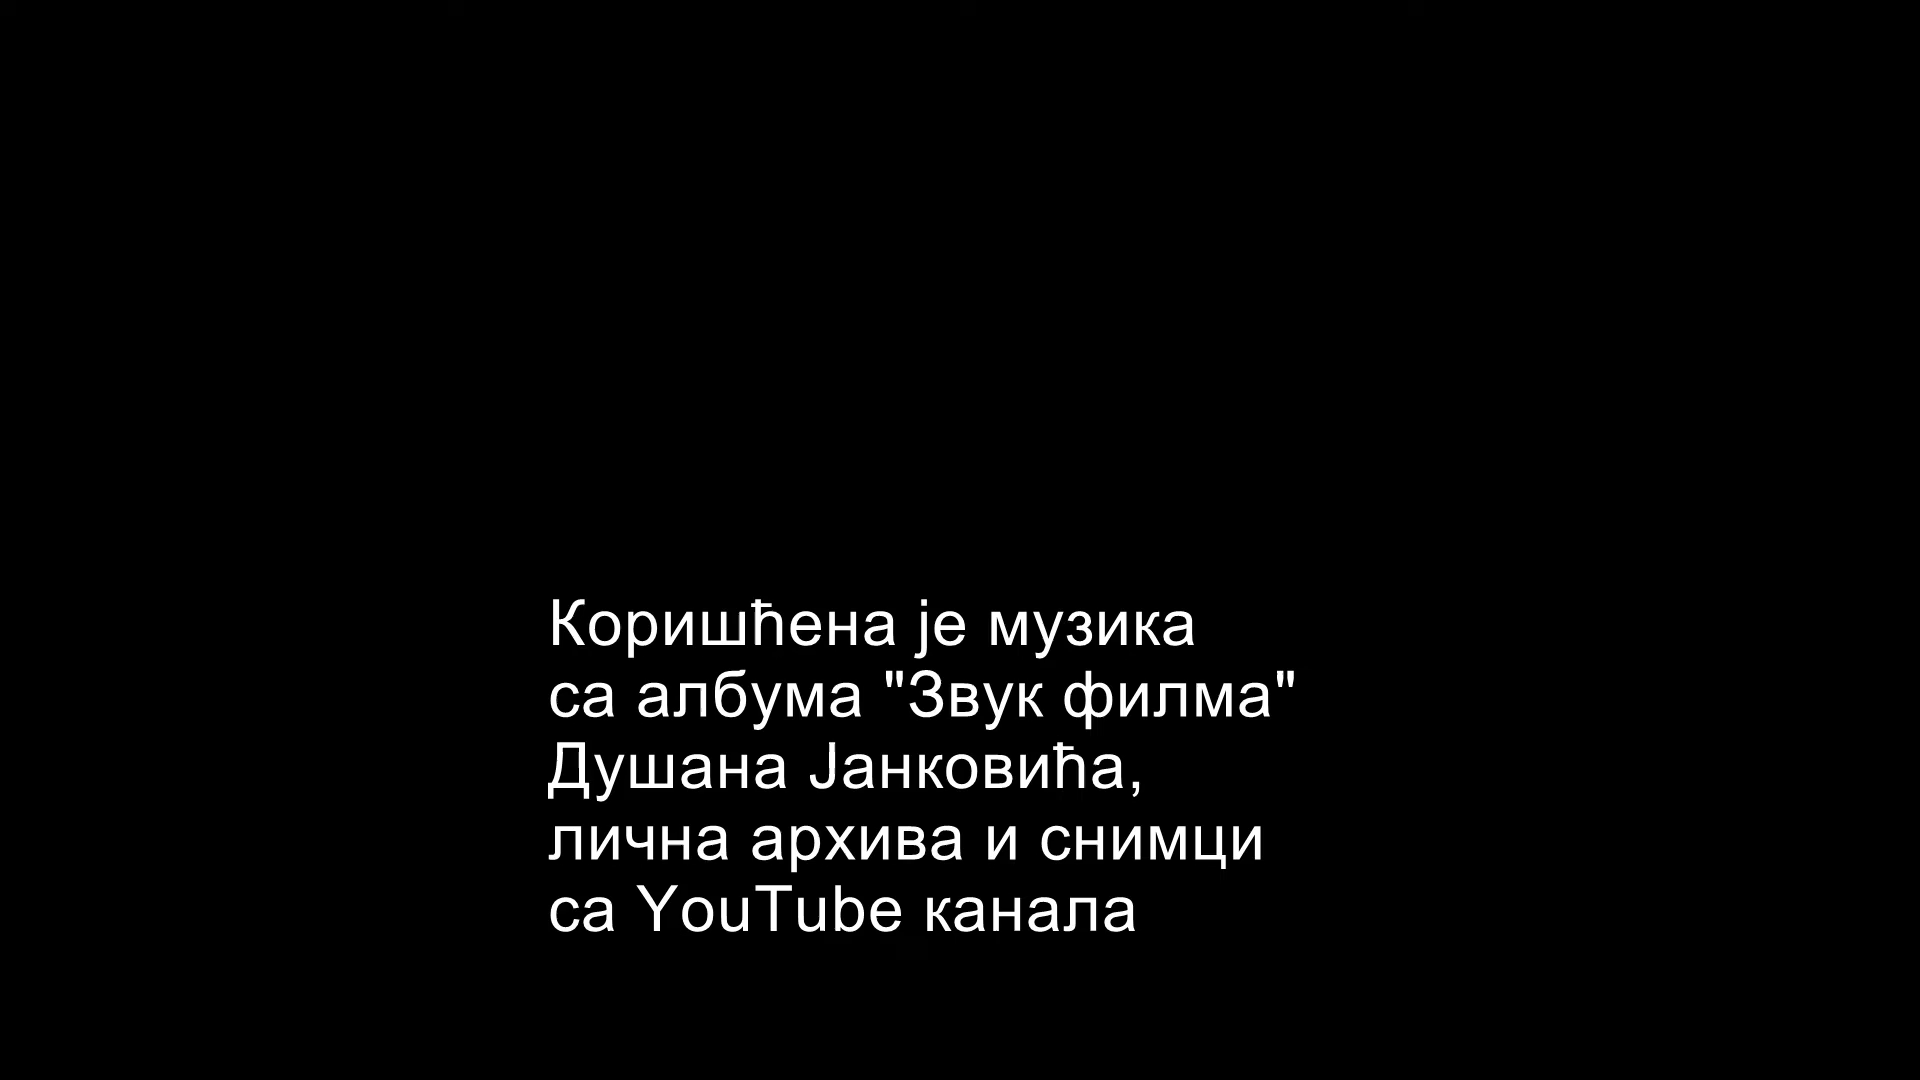 Коришћена је музика
са албума "Звук филма"
Душана Јанковића,
лична архива и снимци
са YouTube канала